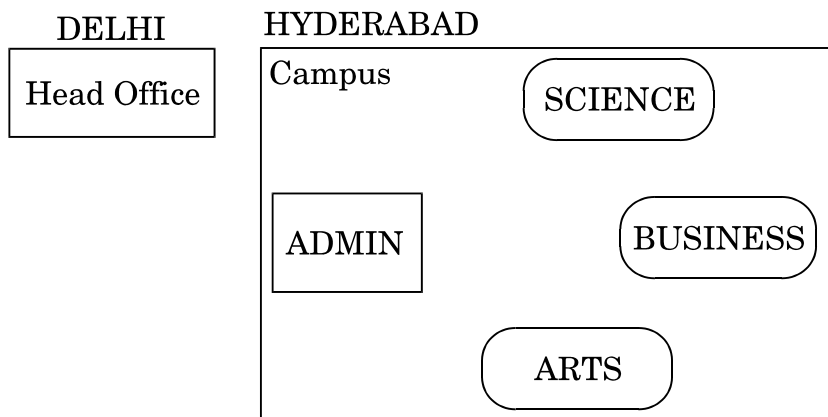 DELHI
Head Office
HYDERABAD
Campus
SCIENCE
ADMIN
BUSINESS
ARTS